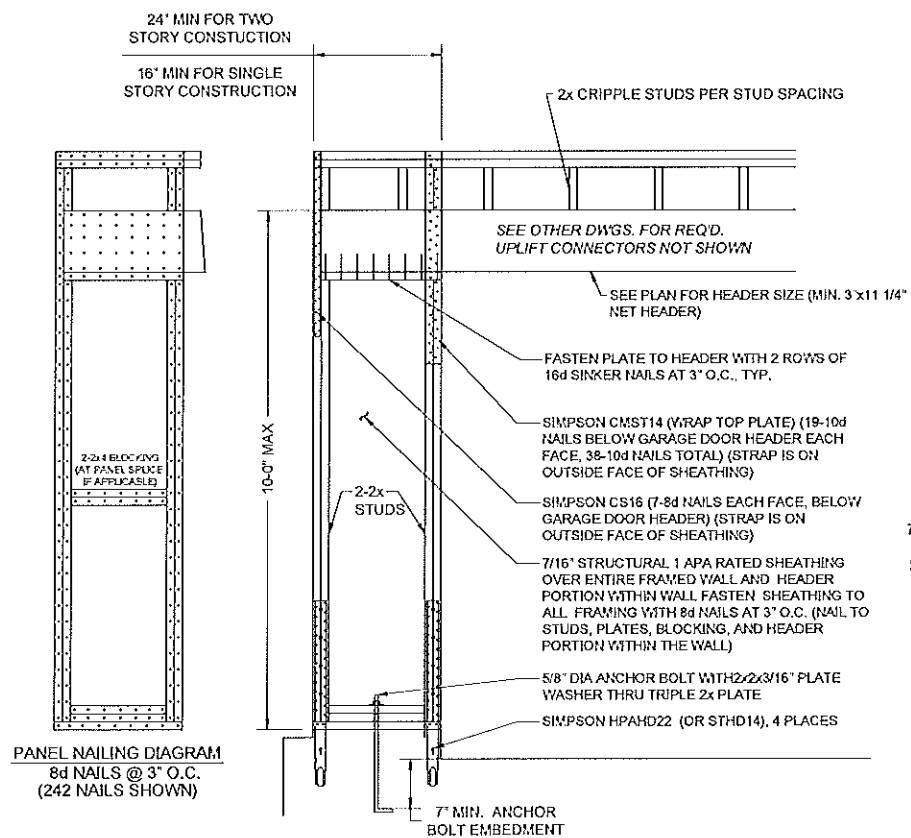 24" MIN FOR TWO
STORY CONSTUCTION
16" MIN FOR SINGLE
STORY CONSTRUCTION
2x CRIPPLE STUDS PER STUD SPACING
SEE OTHER DWGS. FOR REQ'D.
UPLIFT CONNECTORS NOT SHOWN
SEE PLAN FOR HEADER SIZE (MIN. 3"x11 1/4"
NET HEADER)
FASTEN PLATE TO HEADER WITH 2 ROWS OF
16d SINKER NAILS AT 3" O.C., TYP.
SIMPSON CMST14 (WRAP TOP PLATE) (19-10d
NAILS BELOW GARAGE DOOR HEADER EACH
FACE, 38-10d NAILS TOTAL) (STRAP IS ON
OUTSIDE FACE OF SHEATHING)
10'-0" MAX
2-2x4 BLOCKING
(AT PANEL SPLICE
IF APPLICABLE)
2-2x
STUDS
SIMPSON CS16 (7-8d NAILS EACH FACE, BELOW
GARAGE DOOR HEADER) (STRAP IS ON
OUTSIDE FACE OF SHEATHING)
7/16" STRUCTURAL 1 APA RATED SHEATHING
OVER ENTIRE FRAMED WALL AND HEADER
PORTION WITHIN WALL FASTEN SHEATHING TO
ALL FRAMING WITH 8d NAILS AT 3" O.C. (NAIL TO
STUDS, PLATES, BLOCKING, AND HEADER
PORTION WITHIN THE WALL)
5/8" DIA ANCHOR BOLT WITH2x2x3/16" PLATE
WASHER THRU TRIPLE 2x PLATE
SIMPSON HPAHD22 (OR STHD14), 4 PLACES
PANEL NAILING DIAGRAM
8d NAILS @ 3" O.C.
(242 NAILS SHOWN)
7" MIN. ANCHOR
BOLT EMBEDMENT